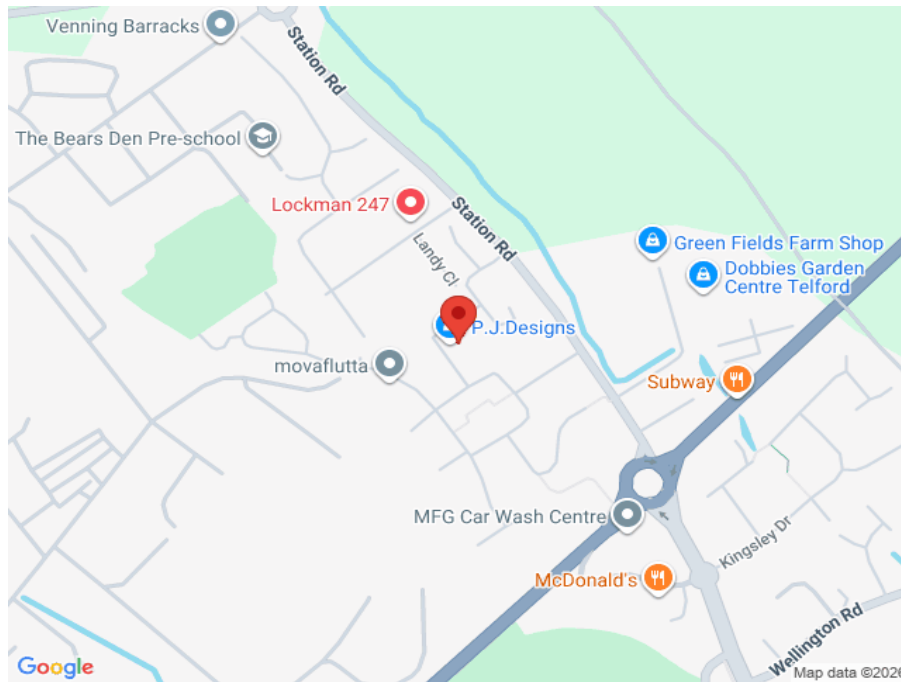 Venning Barracks
Station Rd
The Bears Den Pre-school
Lockman 247
Station Rd
Landy Cl
Green Fields Farm Shop
Dobbies Garden
Centre Telford
P.J.Designs
movaflutta
Subway
MFG Car Wash Centre
Kingsley Dr
McDonald's
Wellington Rd
Google
Map data ©2026